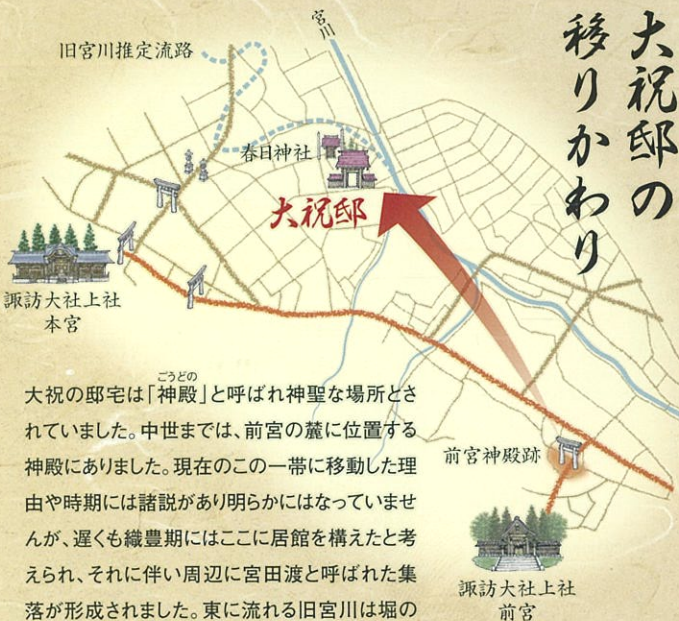 大祝邸の
移りかわり
宮川
旧宮川推定流路
春日神社
大祝邸
諏訪大社上社
本宮
前宮神殿跡
諏訪大社上社
前宮
ごうどの
大祝の邸宅は「神殿」と呼ばれ神聖な場所とさ
れていました。中世までは、前宮の麓に位置する
神殿にありました。現在のこの一帯に移動した理
由や時期には諸説があり明らかにはなっていませ
んが、遅くも織豊期にはここに居館を構えたと考
えられ、それに伴い周辺に宮田渡と呼ばれた集
落が形成されました。東に流れる旧宮川は堀の